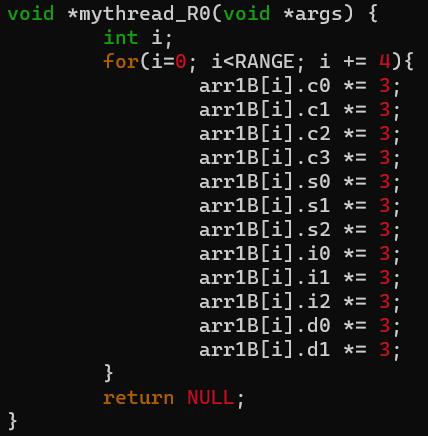 void *mythread_R0(void *args) {
        int i;
        for(i=0; i<RANGE; i += 4){
                arr1B[i].c0 *= 3;
                arr1B[i].c1 *= 3;
                arr1B[i].c2 *= 3;
                arr1B[i].c3 *= 3;
                arr1B[i].s0 *= 3;
                arr1B[i].s1 *= 3;
                arr1B[i].s2 *= 3;
                arr1B[i].i0 *= 3;
                arr1B[i].i1 *= 3;
                arr1B[i].i2 *= 3;
                arr1B[i].d0 *= 3;
                arr1B[i].d1 *= 3;
        }
        return NULL;
}